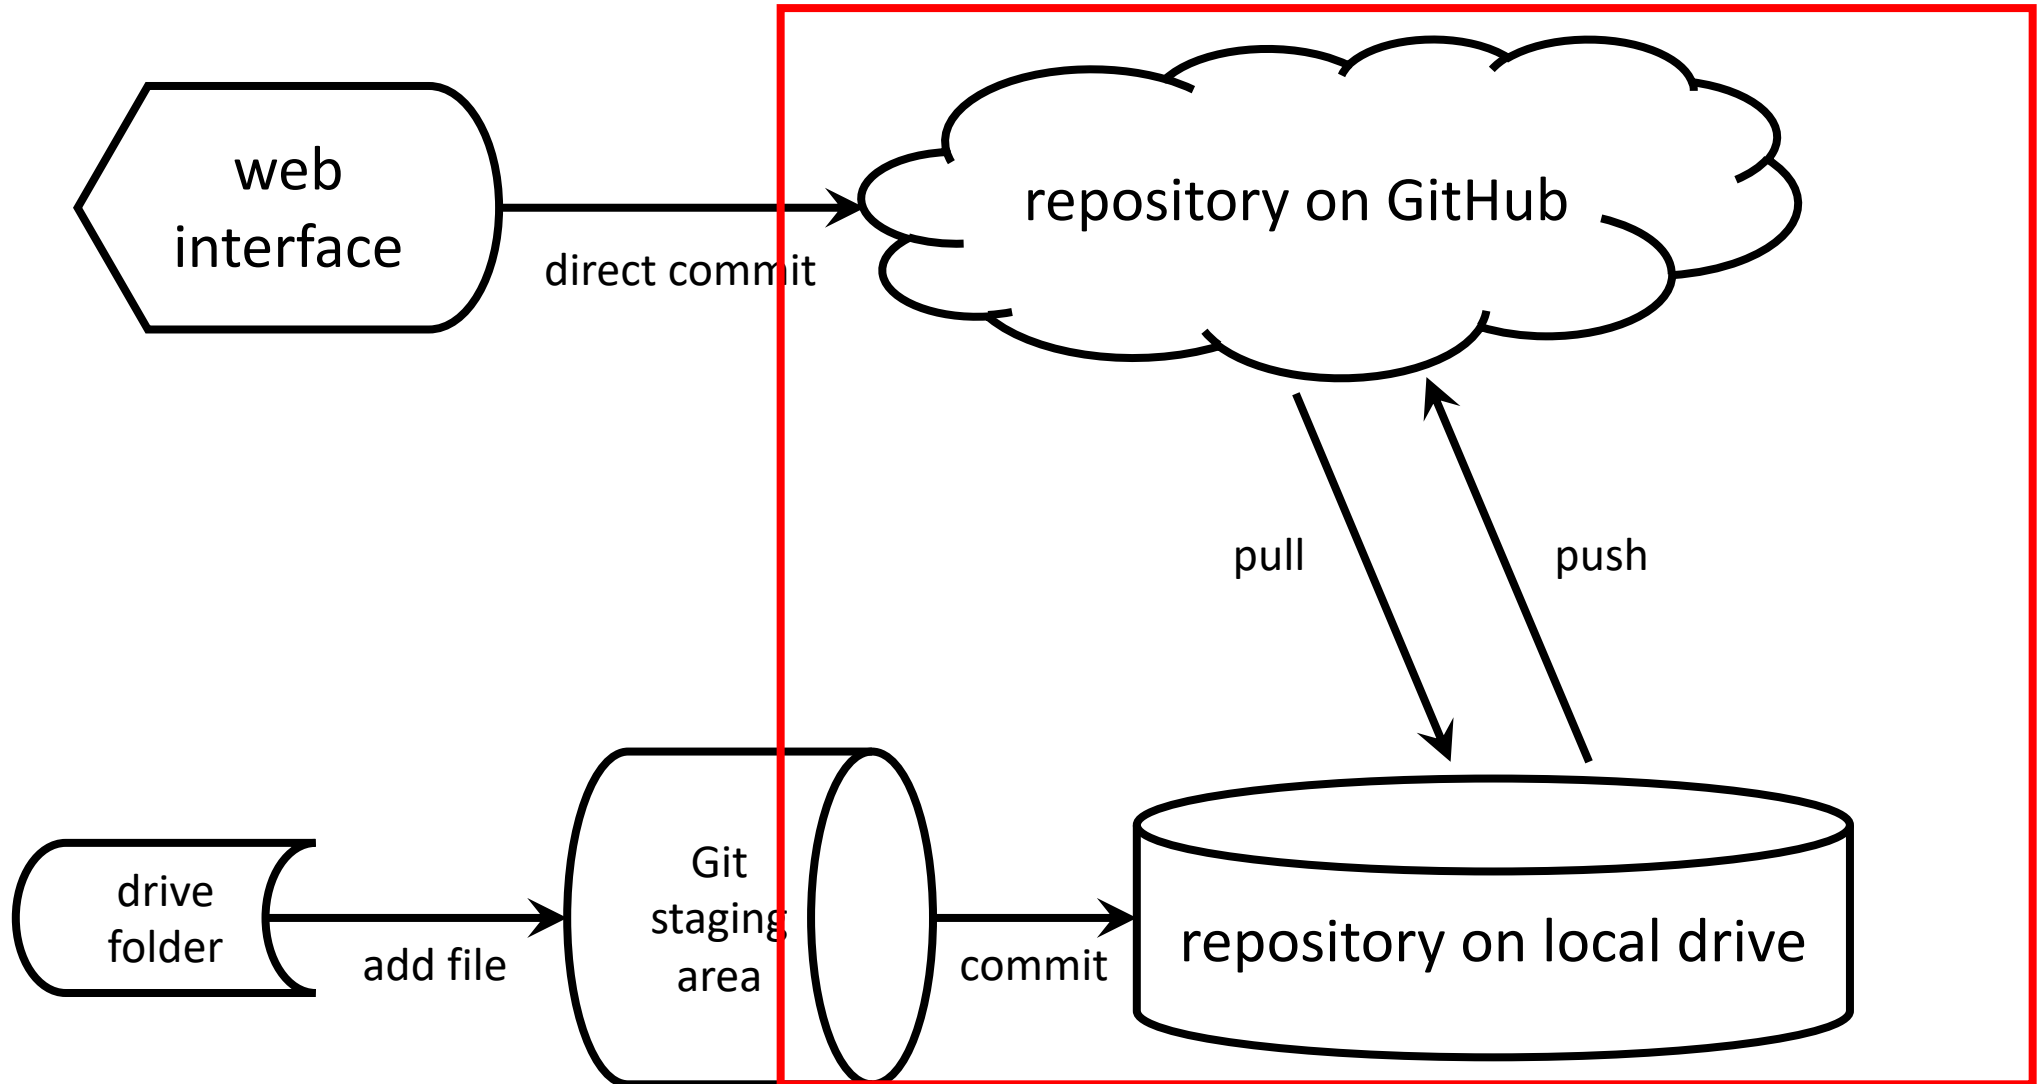 web
interface
direct commit
repository on GitHub
pull
push
drive
folder
add file
Git
staging
area
commit
repository on local drive